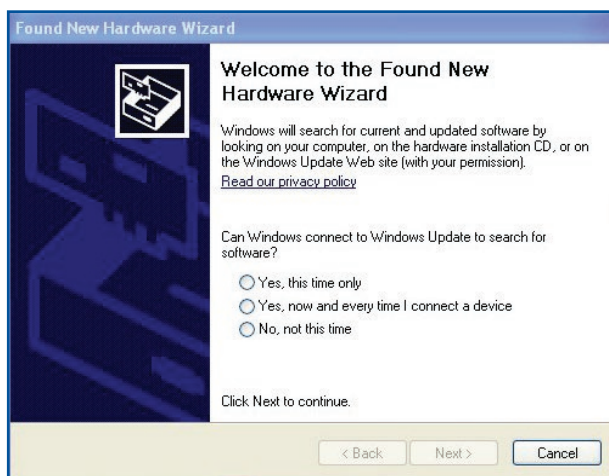 Found New Hardware Wizard
Welcome to the Found New
Hardware Wizard
Windows will search for current and updated software by
looking on your computer, on the hardware installation CD, or on
the Windows Update Web site (with your permission).
Read our privacy policy
Can Windows connect to Windows Update to search for
software?
Yes, this time only
Yes, now and every time I connect a device
No, not this time
Click Next to continue.
< Back
Next >
Cancel